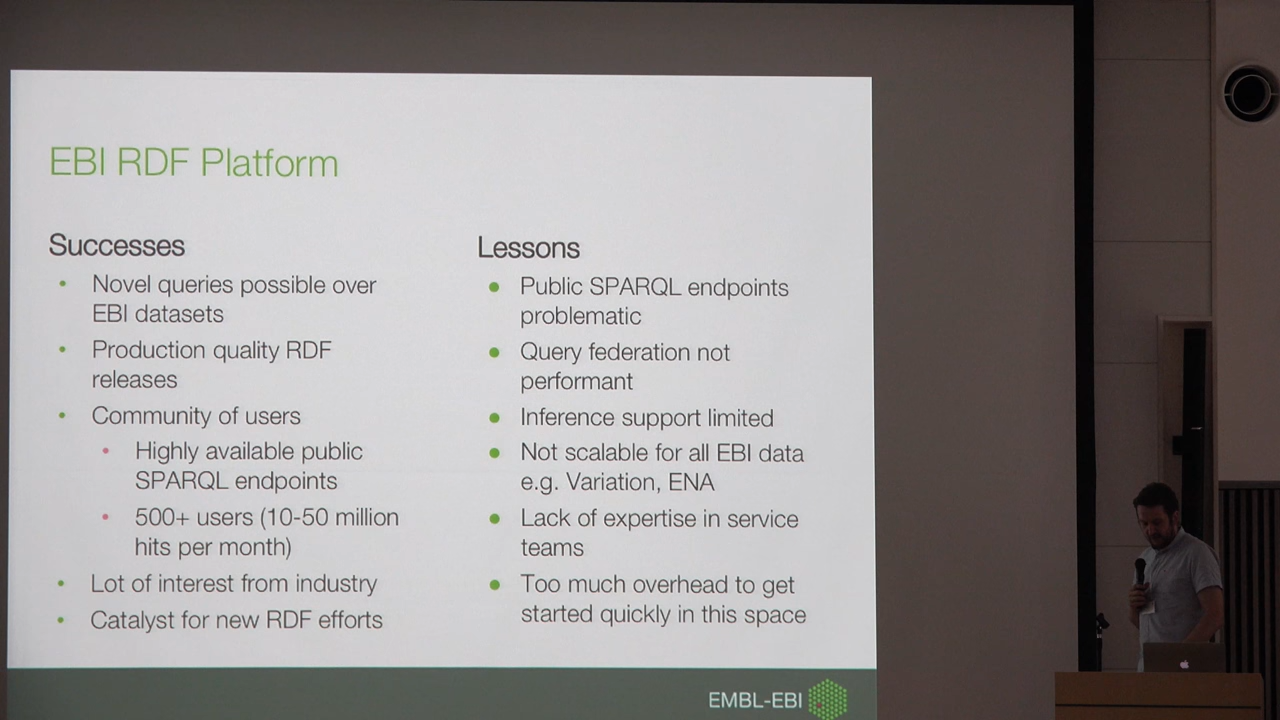 EBI RDF Platform
Successes
Novel queries possible over
EBI datasets
Production quality RDF
releases
Community of users
Highly available public
SPARQL endpoints
500+ users (10-50 million
hits per month)
Lot of interest from industry
Catalyst for new RDF efforts
Lessons
Public SPARQL endpoints
problematic
Query federation not
performant
Inference support limited
Not scalable for all EBI data
e.g. Variation, ENA
Lack of expertise in service
teams
Too much overhead to get
started quickly in this space
EMBL-EBI